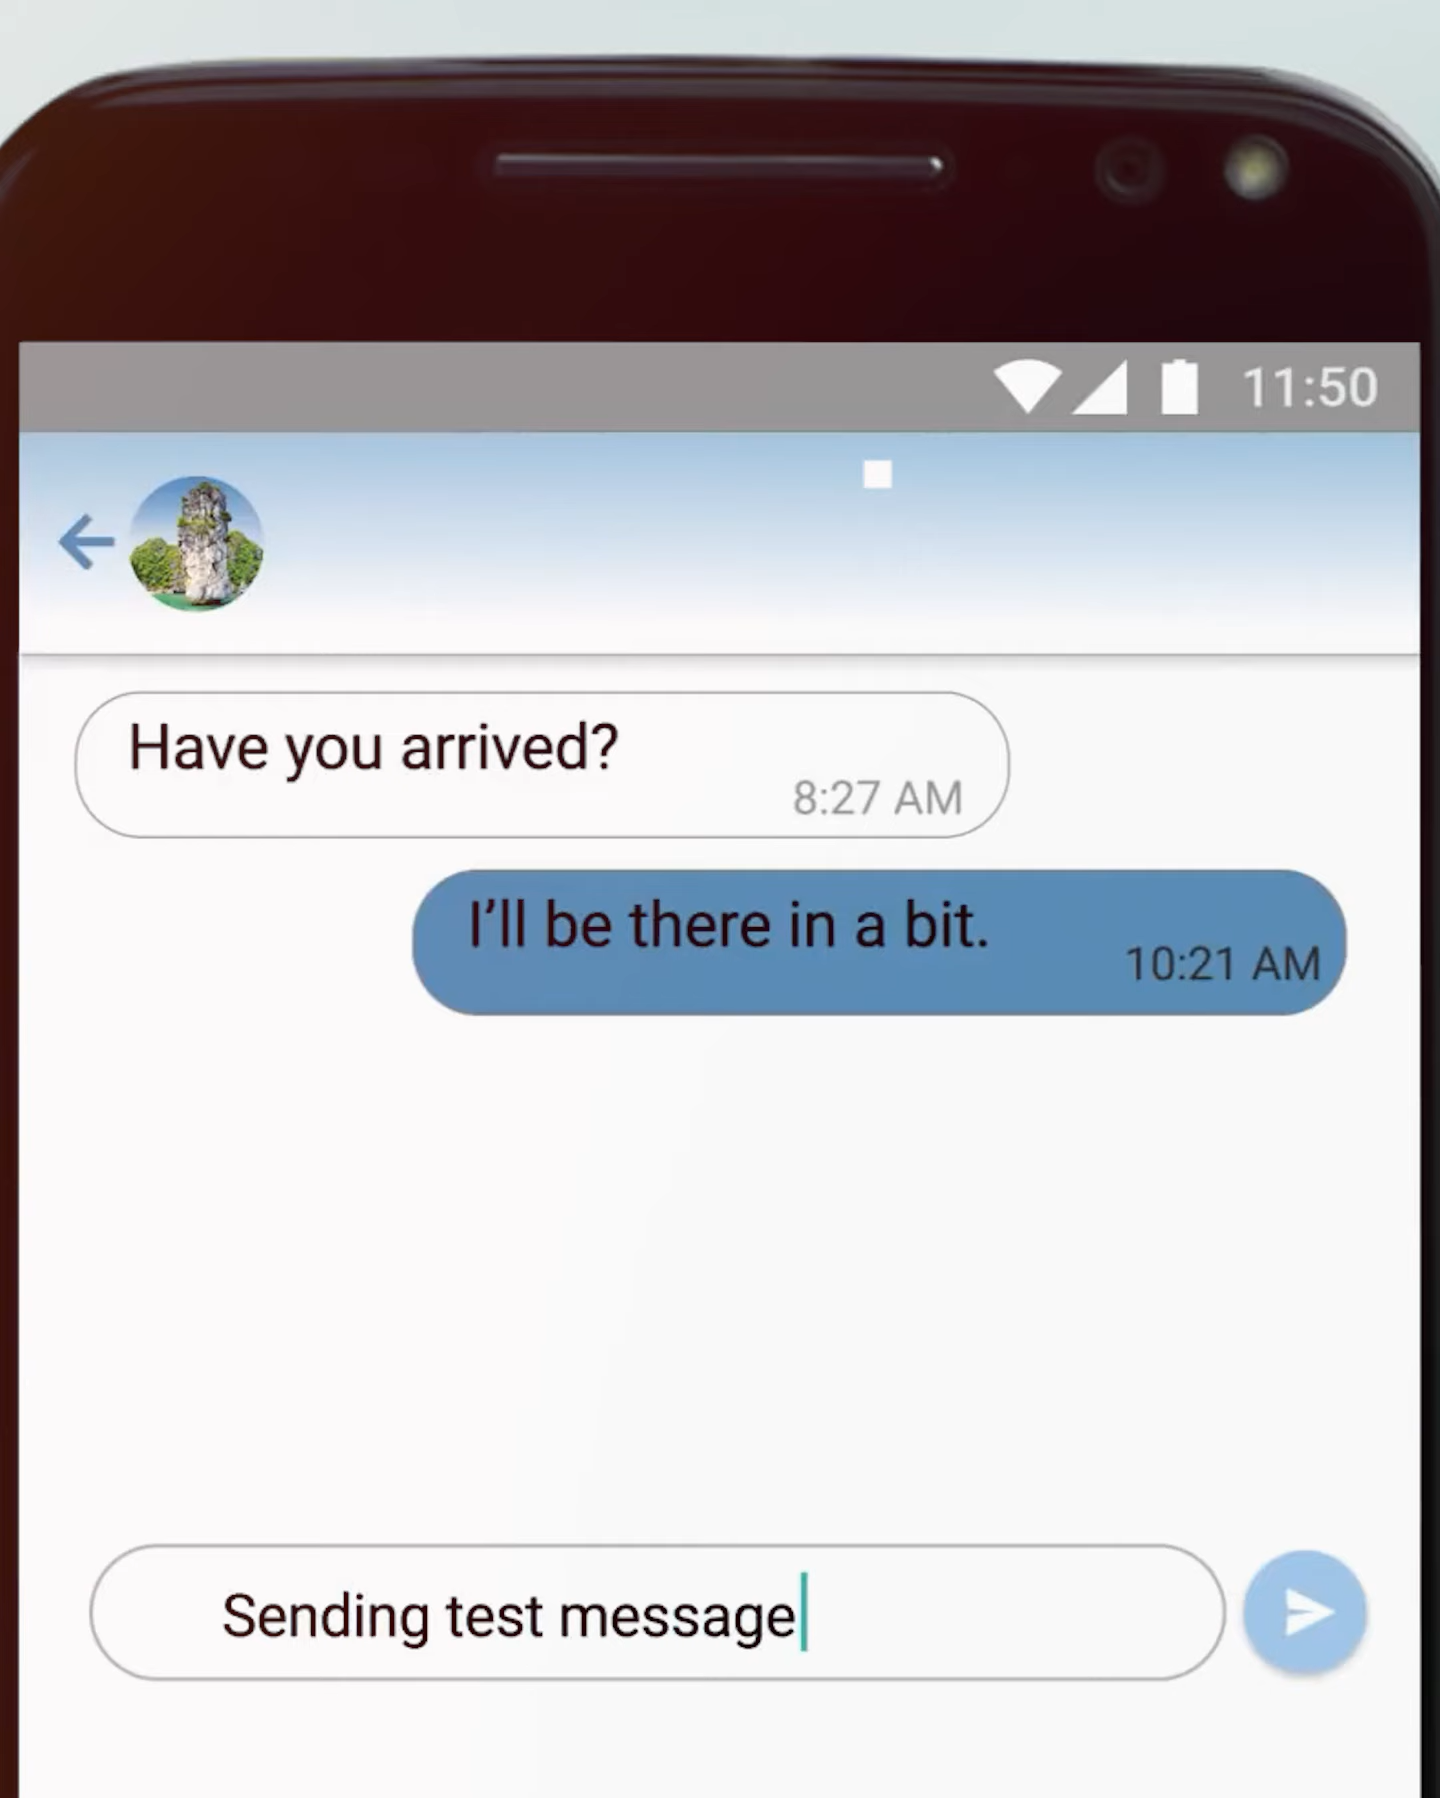 11:50
Have you arrived?
8:27 AM
I’ll be there in a bit.
10:21 AM
Sending test message